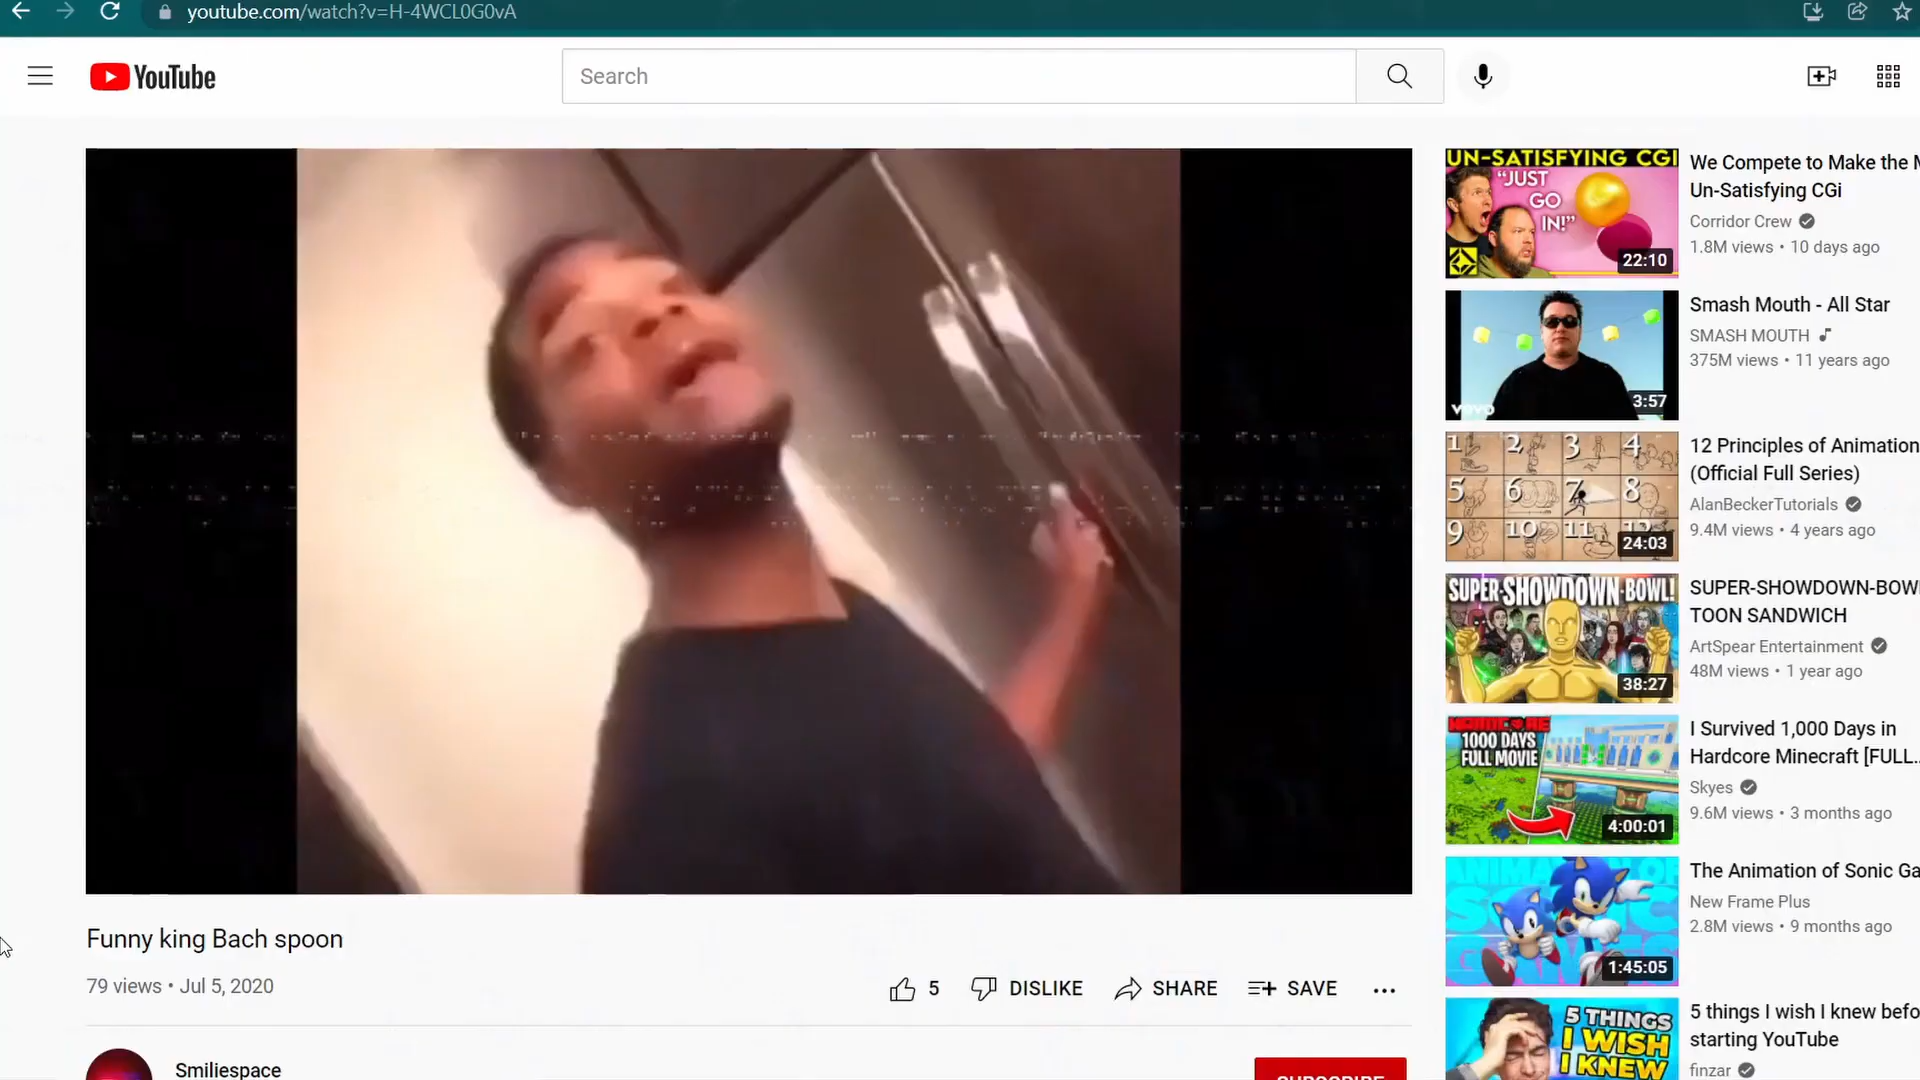 youtube.com/watch?v=H-4WCL0G0vA
YouTube
Search
UN-SATISFYING CGI
"JUST
GO
IN!"
22:10
We Compete to Make the M
Un-Satisfying CGi
Corridor Crew
1.8M views • 10 days ago
vevo
3:57
Smash Mouth - All Star
SMASH MOUTH
375M views • 11 years ago
1 2 3 4
5 6 7 8
9 10 11 12
24:03
12 Principles of Animation
(Official Full Series)
AlanBeckerTutorials
9.4M views • 4 years ago
SUPER-SHOWDOWN-BOWL!
38:27
SUPER-SHOWDOWN-BOWL
TOON SANDWICH
ArtSpear Entertainment
48M views • 1 year ago
HARDCORE
1000 DAYS
FULL MOVIE
4:00:01
I Survived 1,000 Days in
Hardcore Minecraft [FULL...
Skyes
9.6M views • 3 months ago
1:45:05
The Animation of Sonic Ga
New Frame Plus
2.8M views • 9 months ago
5 THINGS
I WISH
I KNEW
5 things I wish I knew befo
starting YouTube
finzar
Funny king Bach spoon
79 views • Jul 5, 2020
5
DISLIKE
SHARE
SAVE
Smiliespace
SUBSCRIBE